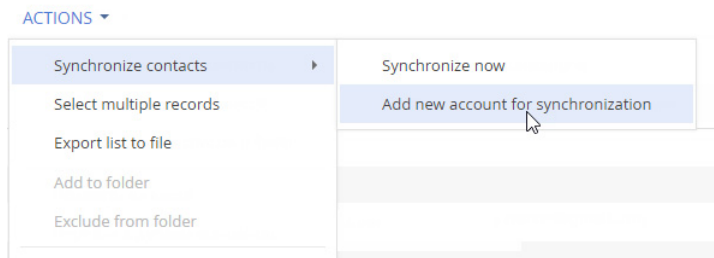 ACTIONS
Synchronize contacts
Synchronize now
Select multiple records
Add new account for synchronization
Export list to file
Add to folder
Exclude from folder